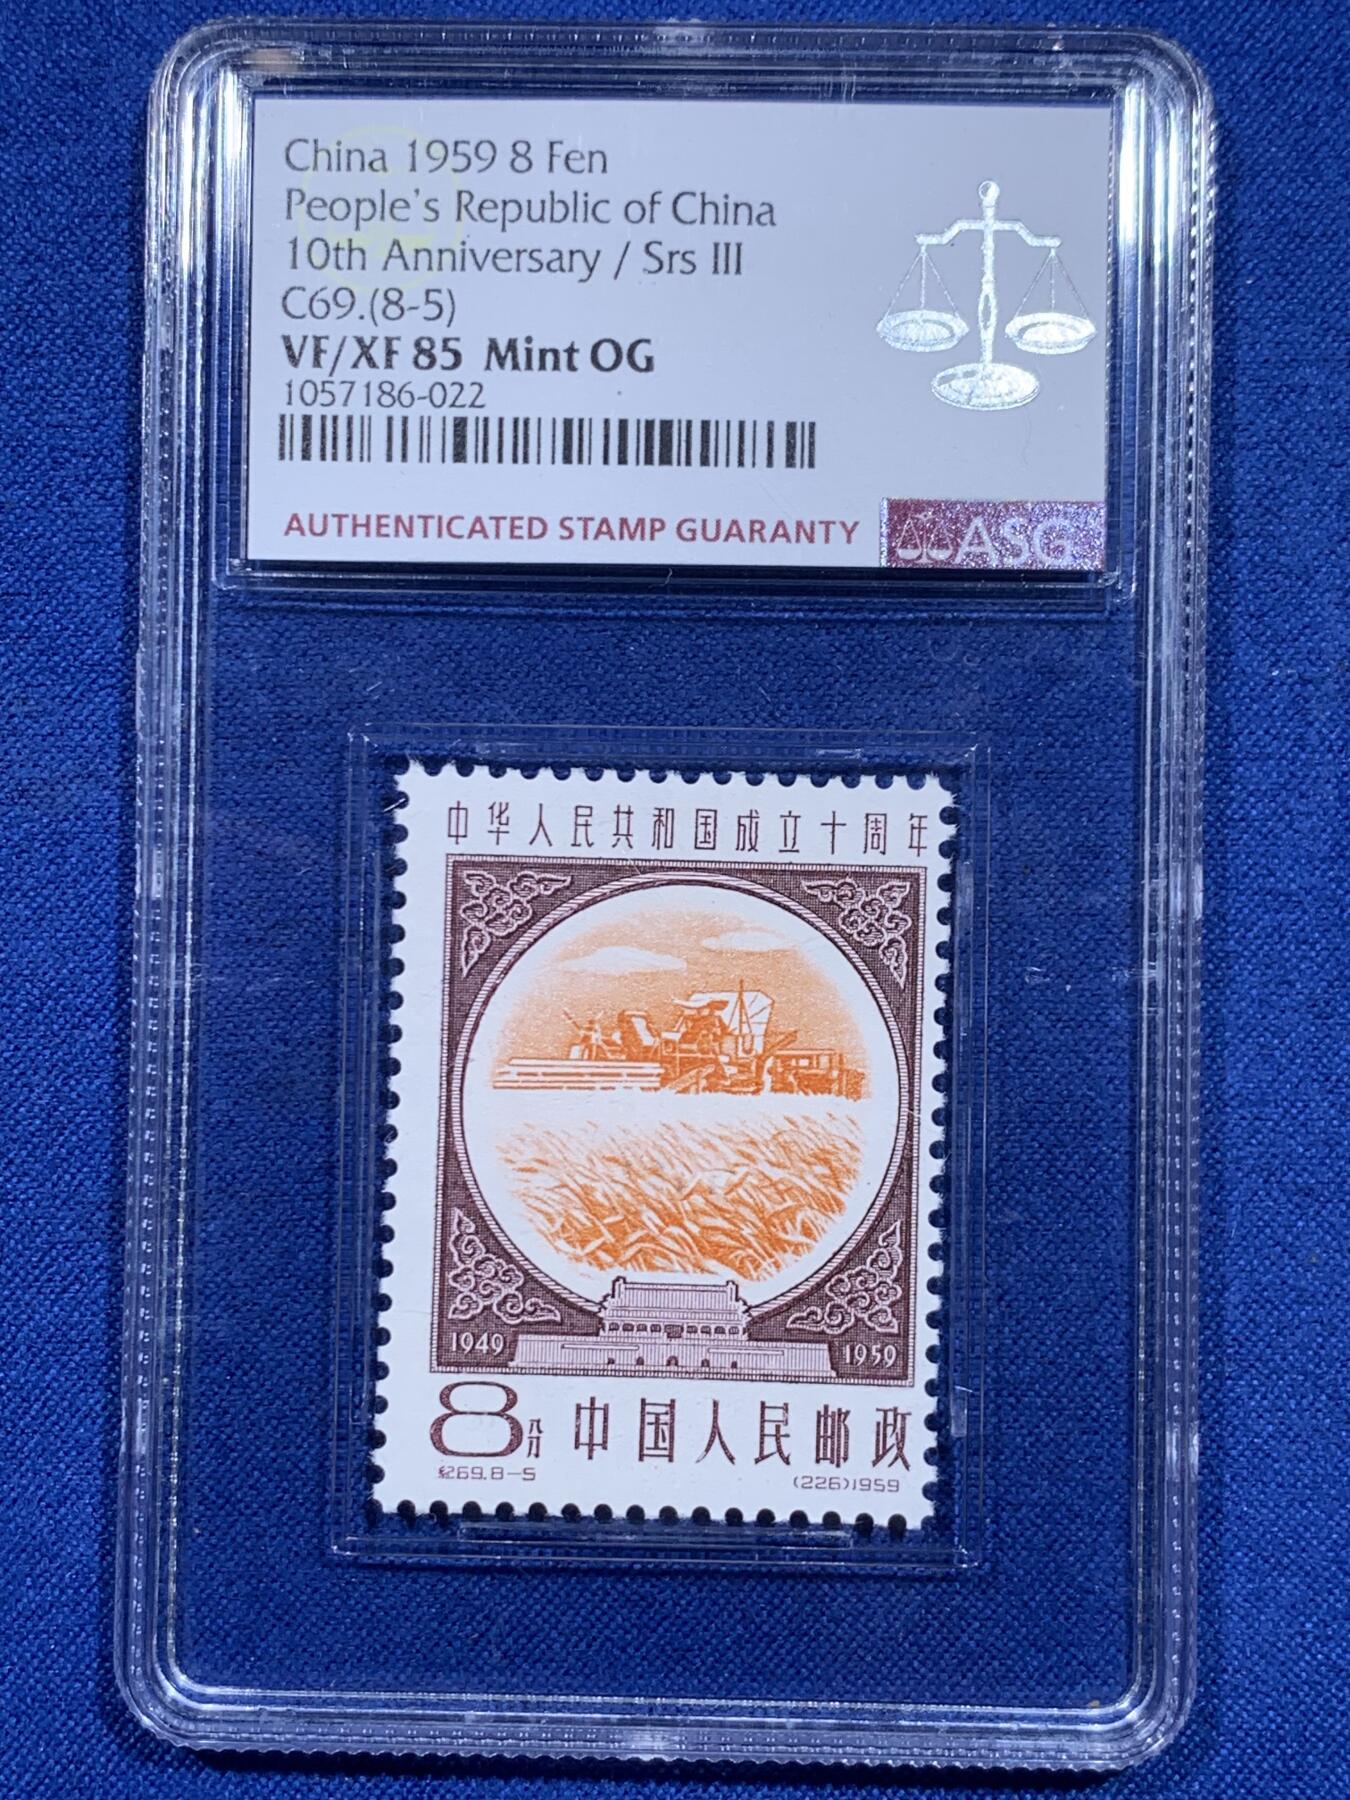 China 1959 8 Fen
People's Republic of China
10th Anniversary / Srs III
C69.(8-5)
VF/XF 85 Mint OG
1057186-022
AUTHENTICATED STAMP GUARANTY
ASG
中华人民共和国成立十周年
1949 1959
8分 中国人民邮政
纪69.8-5 (226)1959